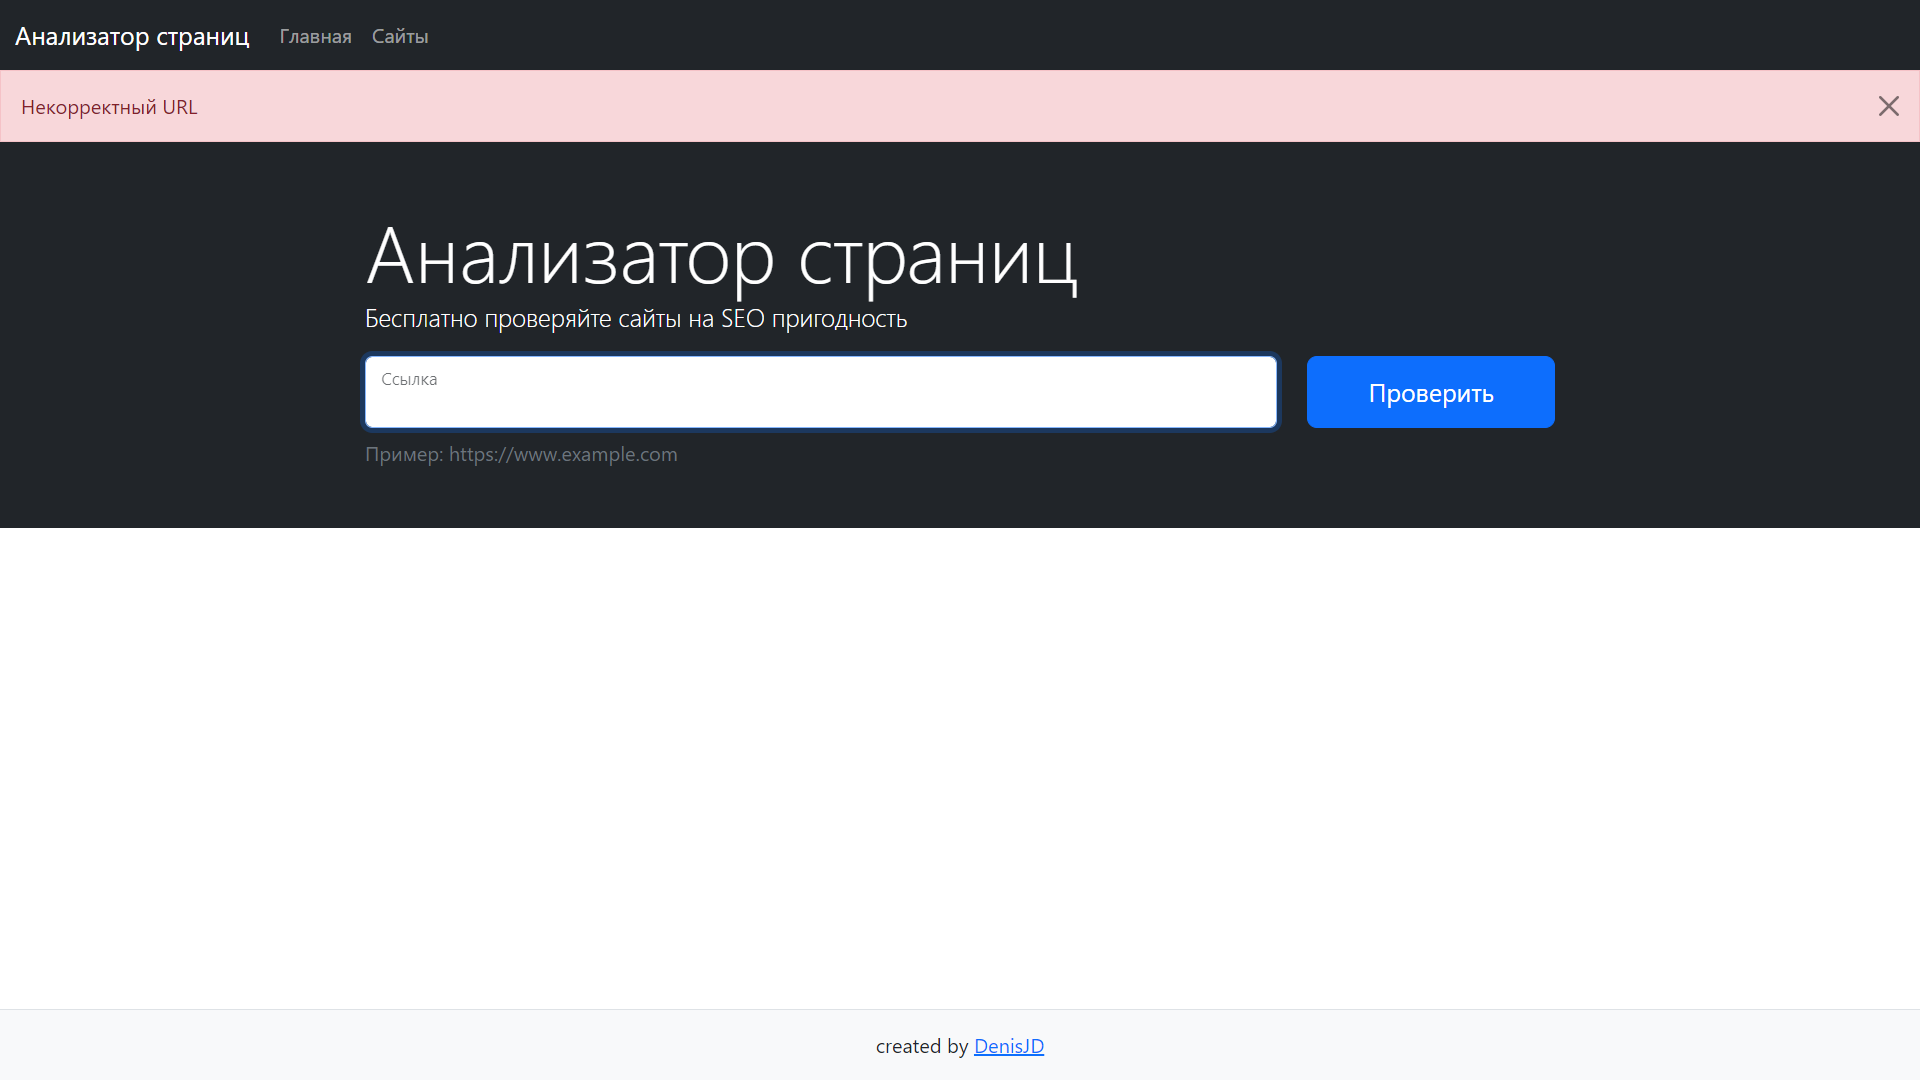 Анализатор страниц Главная Сайты
Некорректный URL
Анализатор страниц
Бесплатно проверяйте сайты на SEO пригодность
Ссылка
Проверить
Пример: https://www.example.com
created by DenisJD